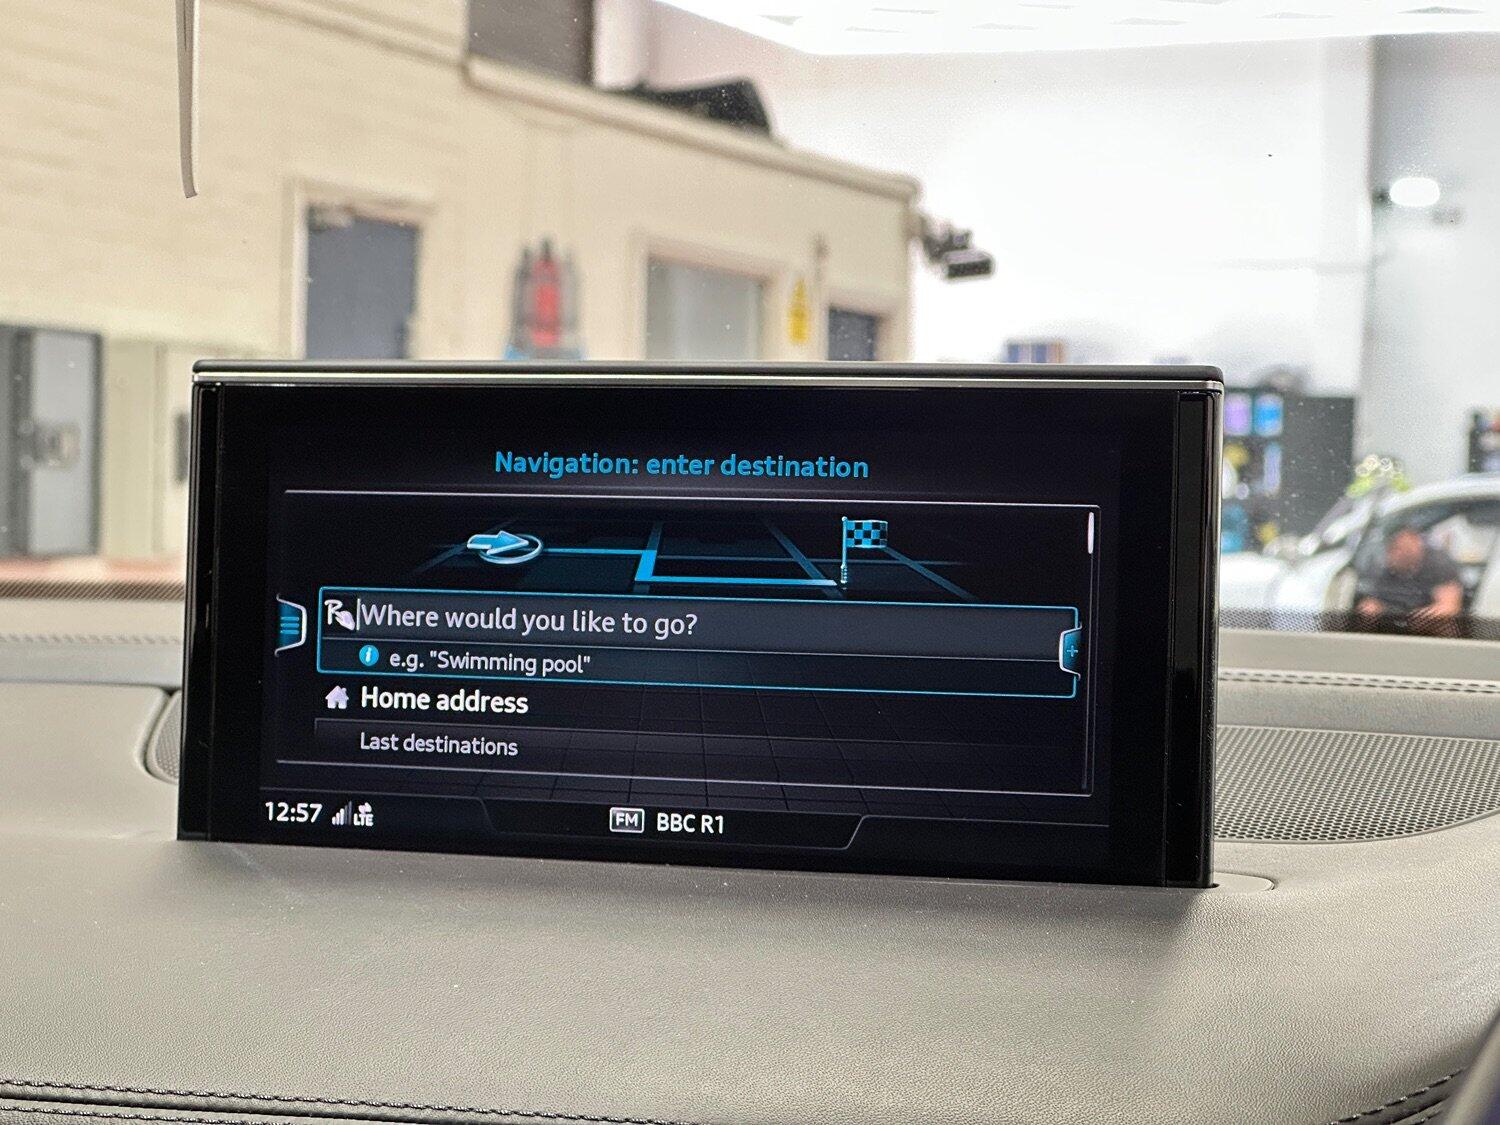 Navigation: enter destination
Where would you like to go?
e.g. "Swimming pool"
Home address
Last destinations
12:57 LTE FM BBC R1